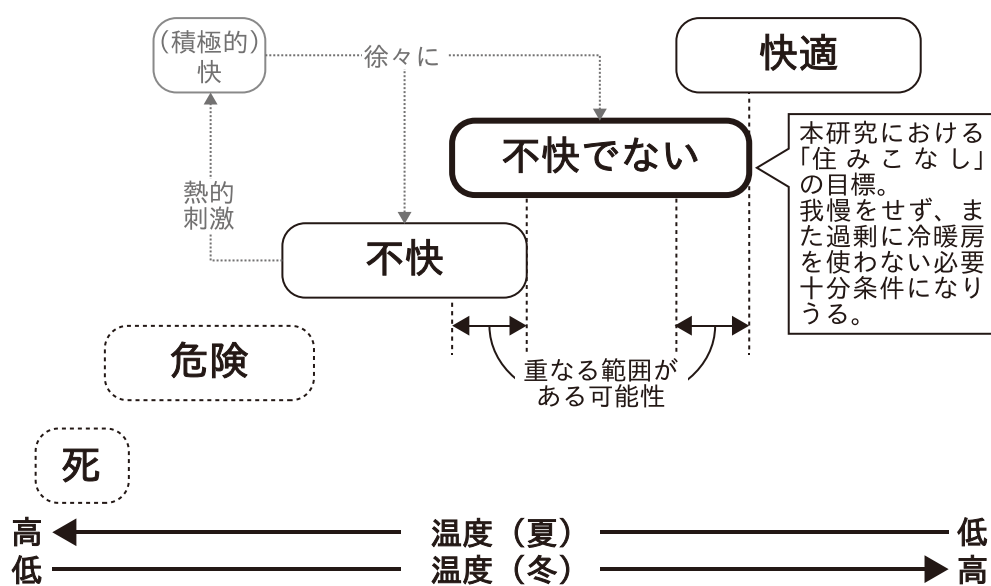 （積極的）
快
徐々に
快適
不快でない
本研究における
「住みこなし」
の目標。
我慢をせず、ま
た過剰に冷暖房
を使わない必要
十分条件になり
うる。
熱的
刺激
不快
危険
重なる範囲が
ある可能性
死
高 温度（夏） 低
低 温度（冬） 高